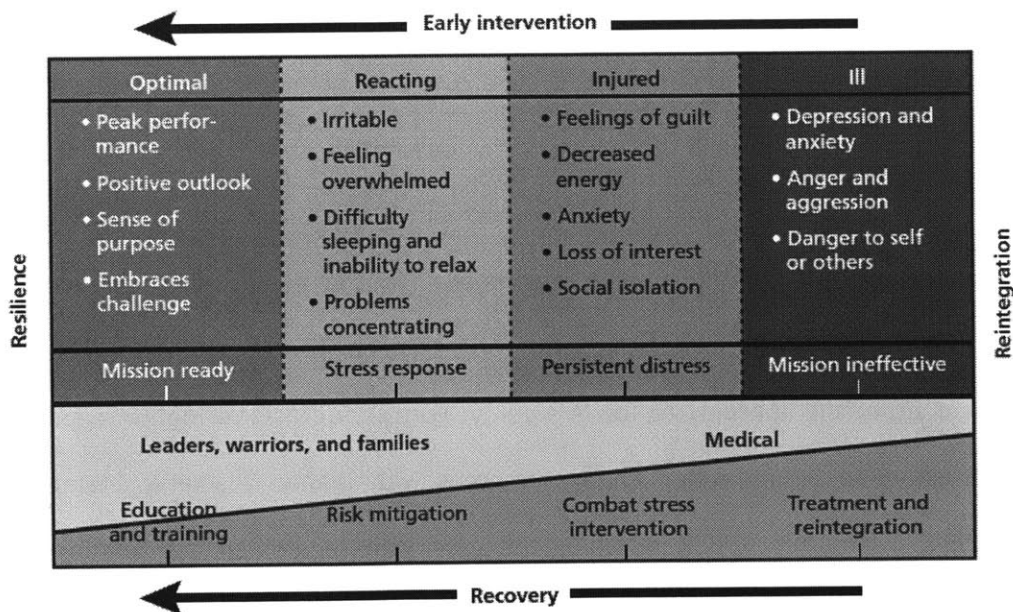 Early intervention
Resilience
Optimal
• Peak perfor-
mance
• Positive outlook
• Sense of
purpose
• Embraces
challenge
Mission ready
Reacting
• Irritable
• Feeling
overwhelmed
• Difficulty
sleeping and
inability to relax
• Problems
concentrating
Stress response
Injured
• Feelings of guilt
• Decreased
energy
• Anxiety
• Loss of interest
• Social isolation
Persistent distress
Ill
• Depression and
anxiety
• Anger and
aggression
• Danger to self
or others
Mission ineffective
Reintegration
Leaders, warriors, and families
Medical
Education
and training
Risk mitigation
Combat stress
intervention
Treatment and
reintegration
Recovery